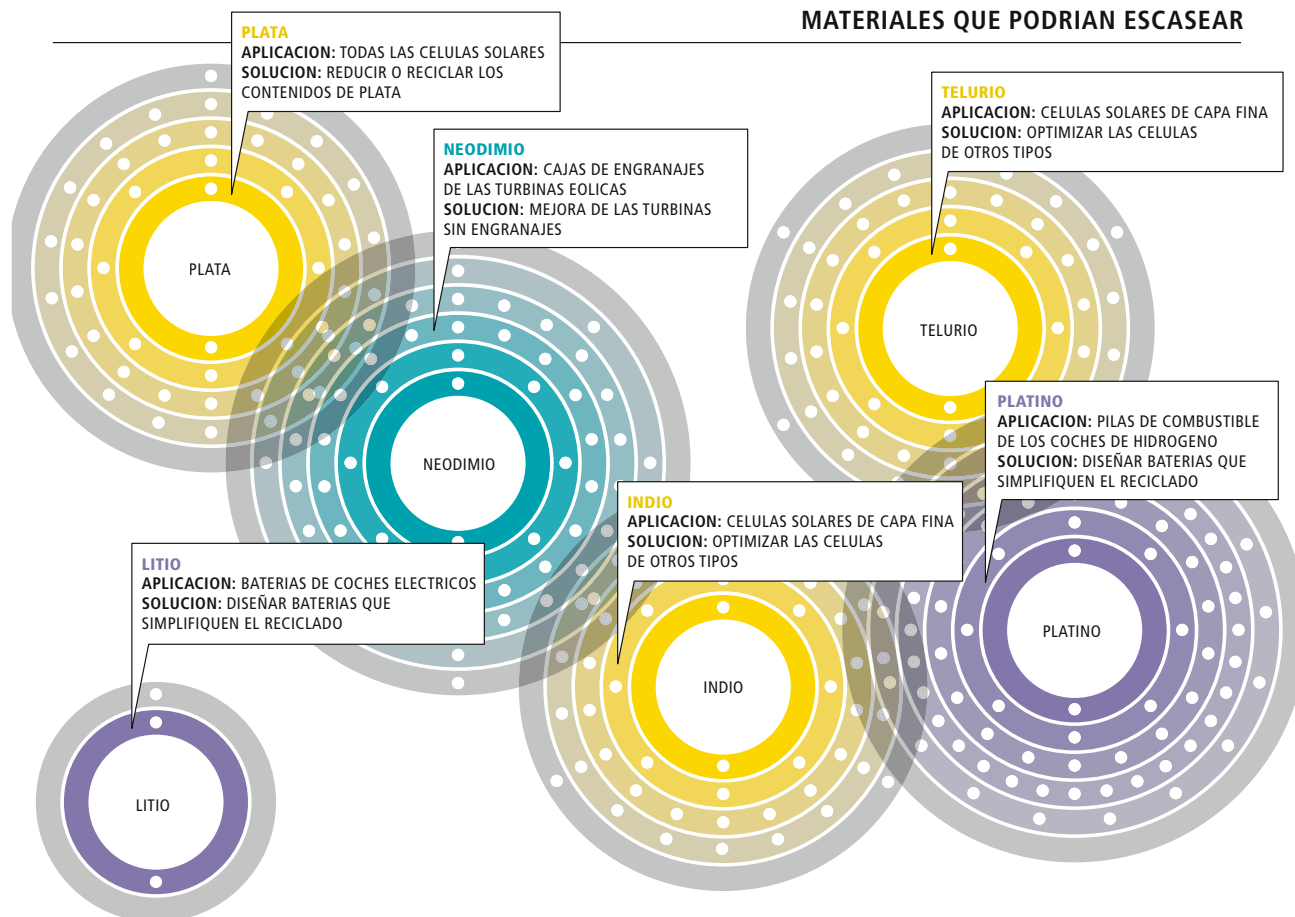 MATERIALES QUE PODRIAN ESCASEAR
PLATA
APLICACION: TODAS LAS CELULAS SOLARES
SOLUCION: REDUCIR O RECICLAR LOS
CONTENIDOS DE PLATA
TELURIO
APLICACION: CELULAS SOLARES DE CAPA FINA
SOLUCION: OPTIMIZAR LAS CELULAS
DE OTROS TIPOS
NEODIMIO
APLICACION: CAJAS DE ENGRANAJES
DE LAS TURBINAS EOLICAS
SOLUCION: MEJORA DE LAS TURBINAS
SIN ENGRANAJES
PLATA
TELURIO
PLATINO
APLICACION: PILAS DE COMBUSTIBLE
DE LOS COCHES DE HIDROGENO
SOLUCION: DISEÑAR BATERIAS QUE
SIMPLIFIQUEN EL RECICLADO
NEODIMIO
INDIO
APLICACION: CELULAS SOLARES DE CAPA FINA
SOLUCION: OPTIMIZAR LAS CELULAS
DE OTROS TIPOS
LITIO
APLICACION: BATERIAS DE COCHES ELECTRICOS
SOLUCION: DISEÑAR BATERIAS QUE
SIMPLIFIQUEN EL RECICLADO
PLATINO
INDIO
LITIO